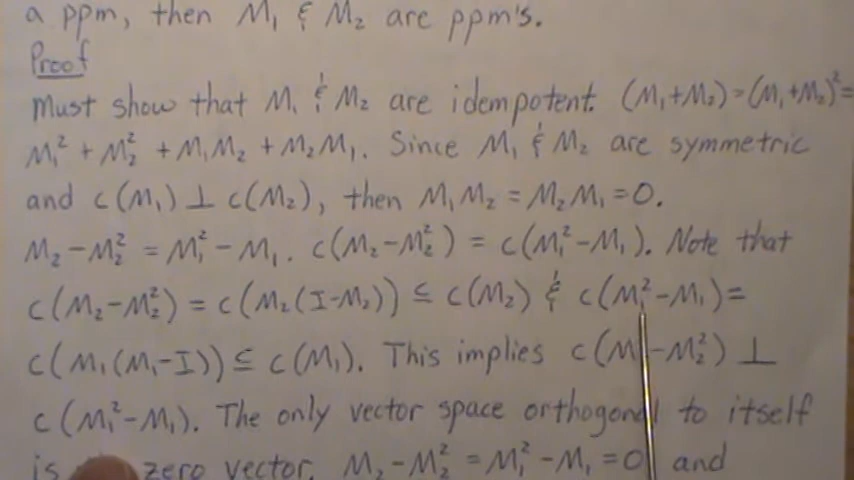 a ppm, then M₁ & M₂ are ppm's.
Proof
Must show that M₁ & M₂ are idempotent. (M₁+M₂)=(M₁+M₂)²=
M₁² + M₂² + M₁M₂ + M₂M₁. Since M₁ & M₂ are symmetric
and C(M₁) ⊥ C(M₂), then M₁M₂ = M₂M₁ = 0.
M₂ - M₂² = M₁² - M₁. C(M₂-M₂²) = C(M₁²-M₁). Note that
C(M₂-M₂²) = C(M₂(I-M₂)) ⊆ C(M₂) & C(M₁²-M₁)=
C(M₁(M₁-I)) ⊆ C(M₁). This implies C(M -M₂²) ⊥
C(M₁²-M₁). The only vector space orthogonal to itself
is zero vector. M₂-M₂² = M₁²-M₁ = 0 and